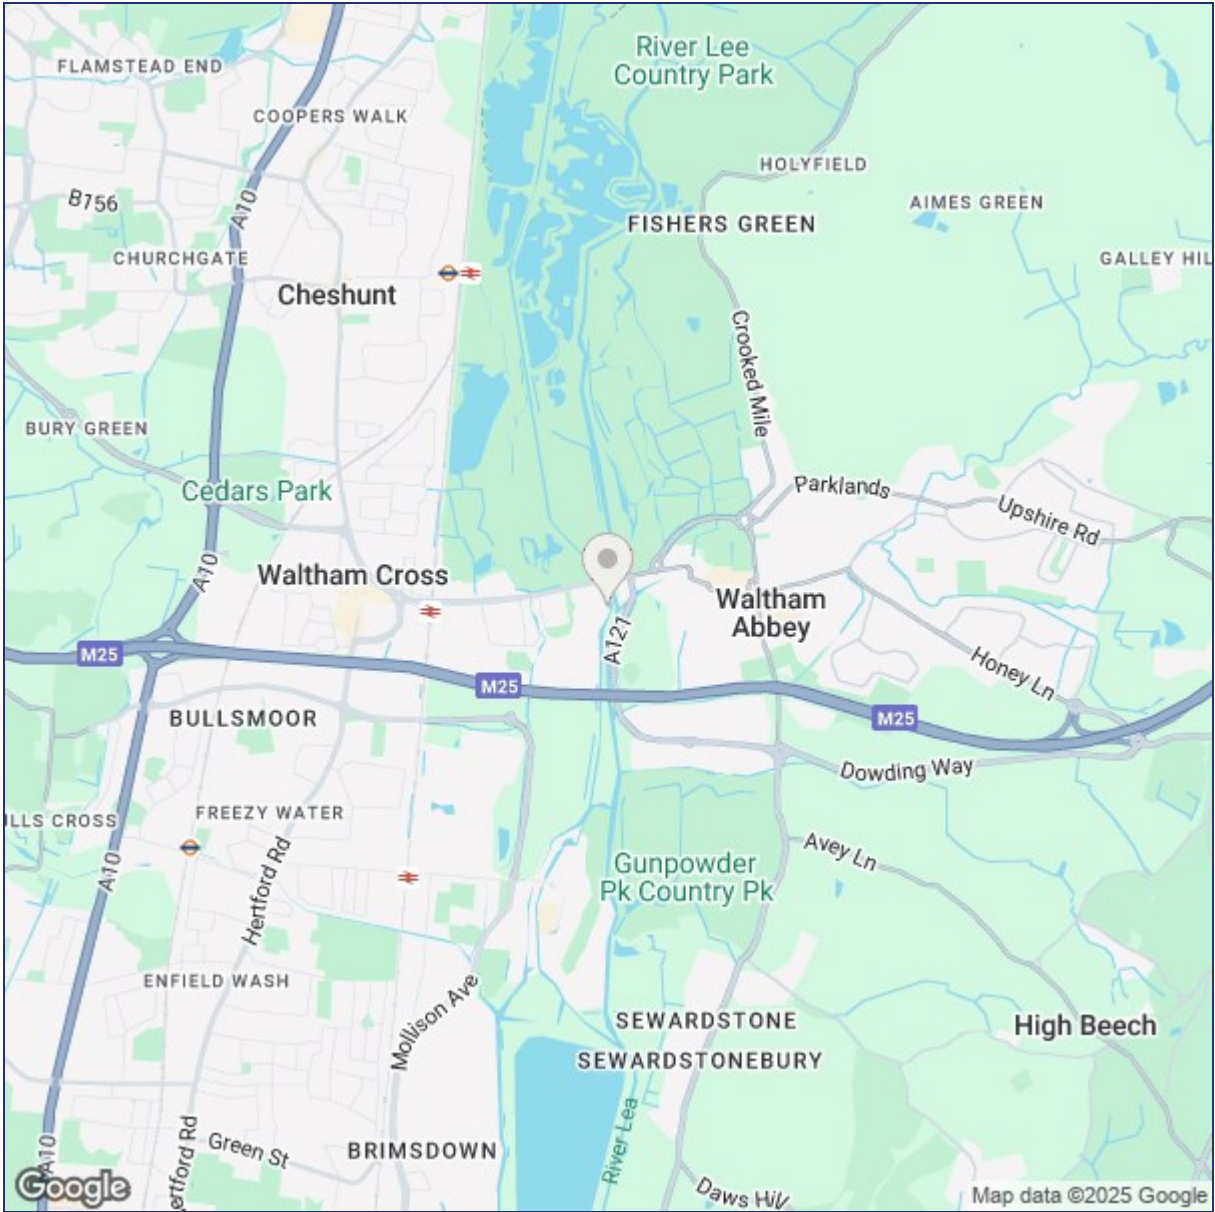 River Lee
Country Park
FLAMSTEAD END
COOPERS WALK
HOLYFIELD
B156
A10
AIMES GREEN
FISHERS GREEN
CHURCHGATE
GALLEY HIL
Cheshunt
Crooked Mile
BURY GREEN
Cedars Park
Parklands
Upshire Rd
A10
Waltham Cross
Waltham
Abbey
A121
M25
Honey Ln
M25
M25
BULLSMOOR
Dowding Way
FREEZY WATER
ILLS CROSS
A10
Hertford Rd
Avey Ln
Gunpowder
Pk Country Pk
ENFIELD WASH
Mollison Ave
SEWARDSTONE
High Beech
SEWARDSTONEBURY
River Lea
A10
ertford Rd
Green St
BRIMSDOWN
Daws Hill
Google
Map data ©2025 Google